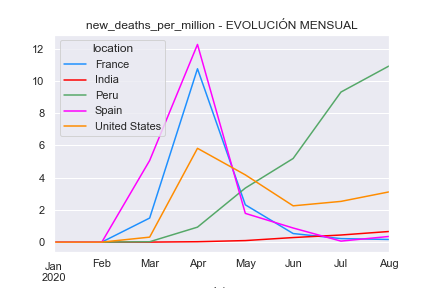 new_deaths_per_million - EVOLUCIÓN MENSUAL
12
10
8
6
4
2
0
location
France
India
Peru
Spain
United States
Jan
2020
Feb
Mar
Apr
May
Jun
Jul
Aug